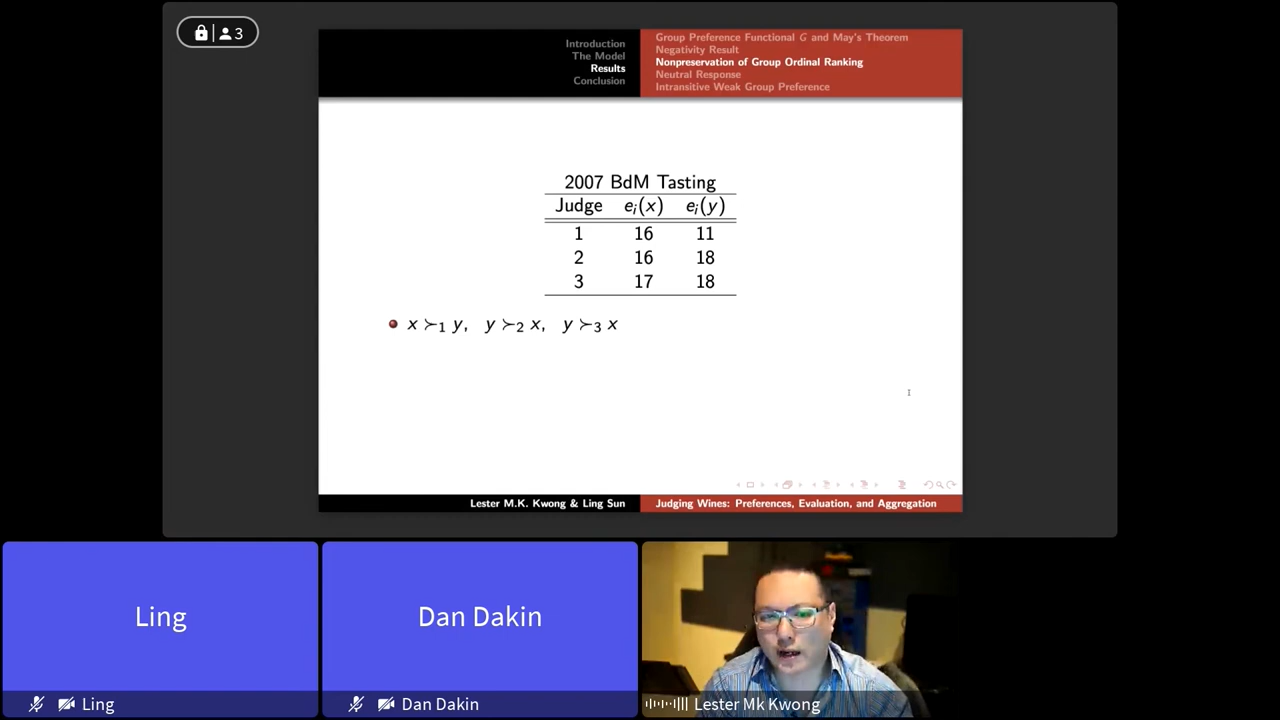 3
Introduction
The Model
Results
Conclusion
Group Preference Functional G and May's Theorem
Negativity Result
Nonpreservation of Group Ordinal Ranking
Neutral Response
Intransitive Weak Group Preference
2007 BdM Tasting
Judge eᵢ(x) eᵢ(y)
1 16 11
2 16 18
3 17 18
x ≻₁ y, y ≻₂ x, y ≻₃ x
Lester M.K. Kwong & Ling Sun
Judging Wines: Preferences, Evaluation, and Aggregation
Ling
Dan Dakin
Ling
Dan Dakin
Lester Mk Kwong